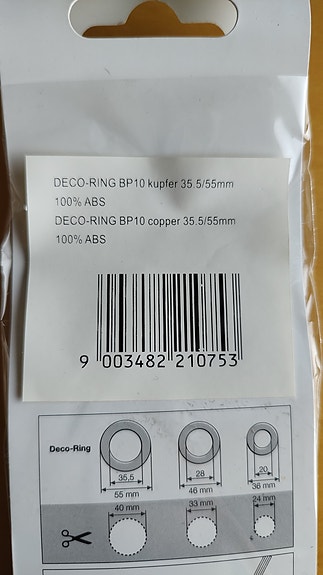 DECO-RING BP10 kupfer 35.5/55mm
100% ABS
DECO-RING BP10 copper 35.5/55mm
100% ABS
9 003482 210753
Deco-Ring
35,5 28 20
55 mm 46 mm 36 mm
40 mm 33 mm 24 mm